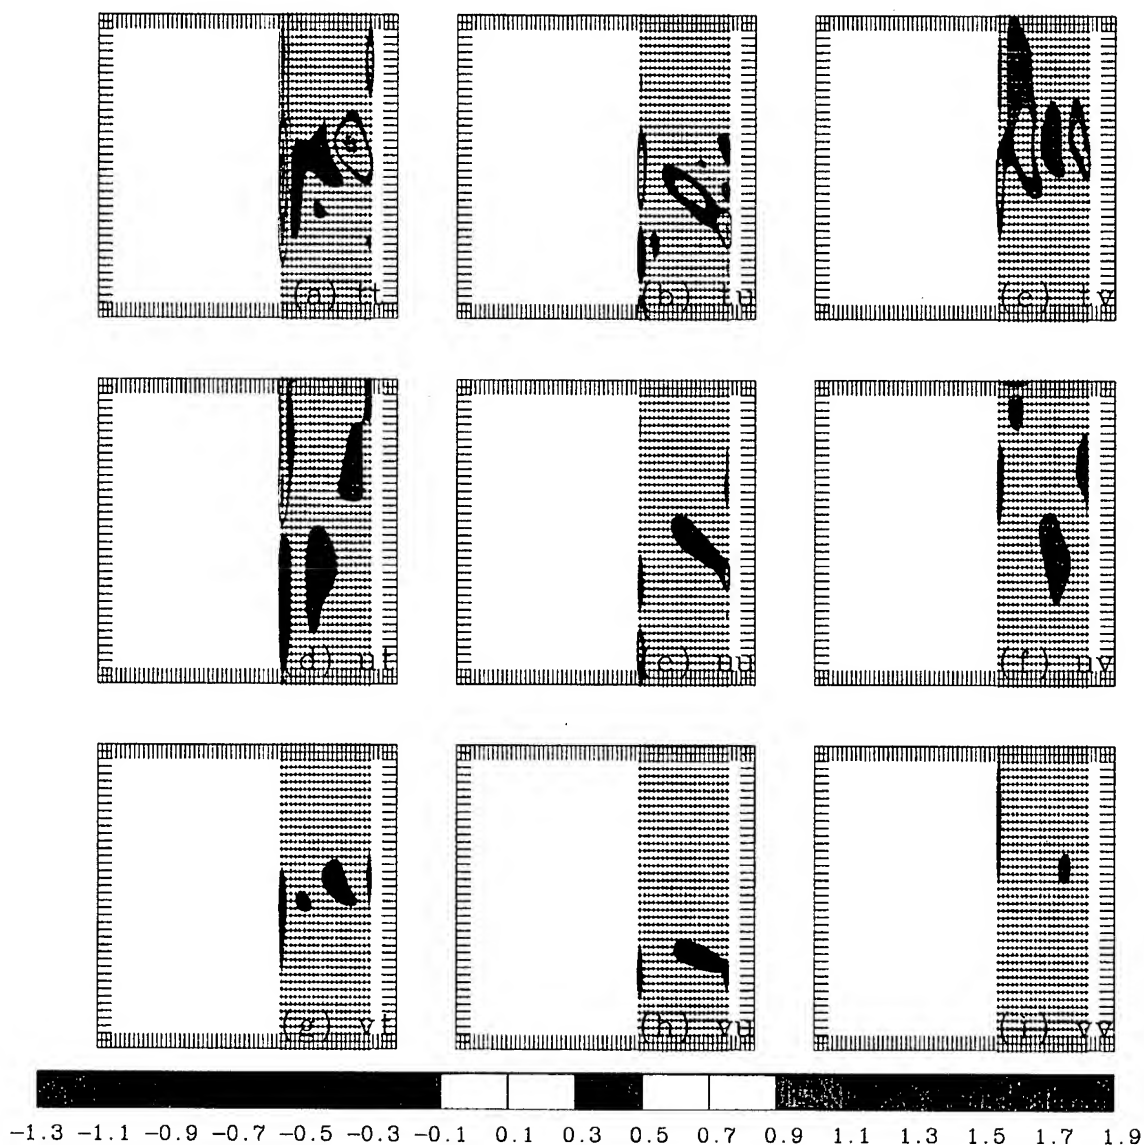 (a) tt
(b) tu
(c) tv
(d) ut
(e) uu
(f) uv
(g) vt
(h) vu
(i) vv
-1.3 -1.1 -0.9 -0.7 -0.5 -0.3 -0.1 0.1 0.3 0.5 0.7 0.9 1.1 1.3 1.5 1.7 1.9